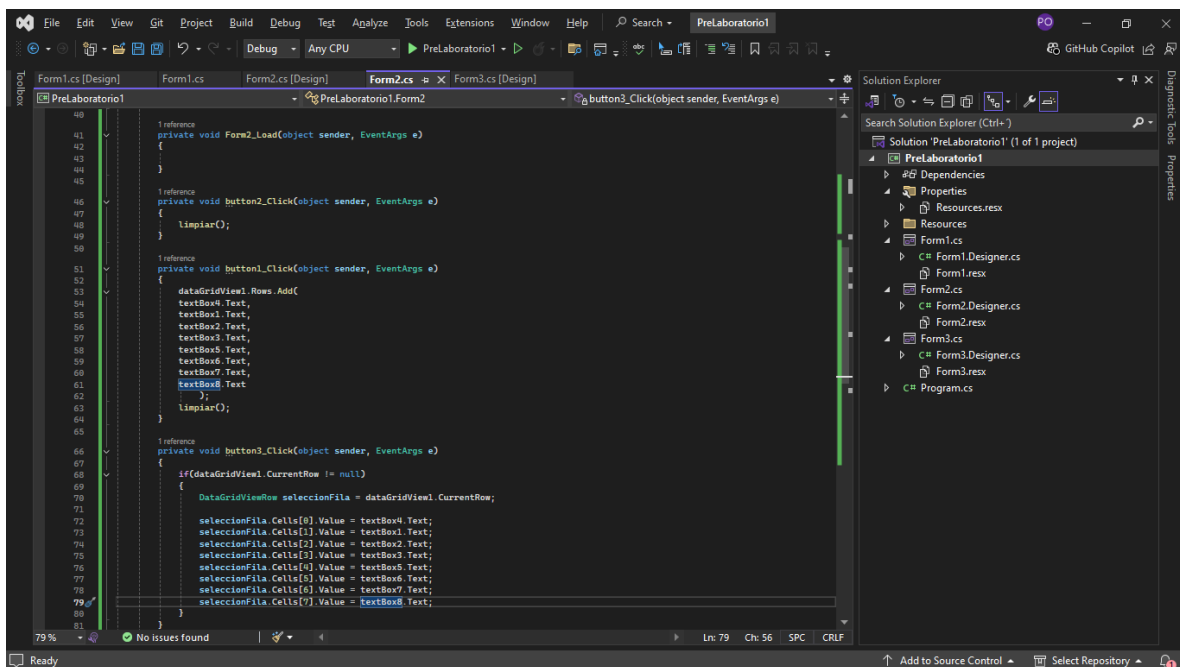 File Edit View Git Project Build Debug Test Analyze Tools Extensions Window Help Search PreLaboratorio1 PO
Debug Any CPU PreLaboratorio1 GitHub Copilot
Toolbox
Form1.cs [Design] Form1.cs Form2.cs [Design] Form2.cs Form3.cs [Design]
PreLaboratorio1 PreLaboratorio1.Form2 button3_Click(object sender, EventArgs e)
40
1 reference
41 private void Form2_Load(object sender, EventArgs e)
42 {
43
44 }
45
1 reference
46 private void button2_Click(object sender, EventArgs e)
47 {
48 limpiar();
49 }
50
1 reference
51 private void button1_Click(object sender, EventArgs e)
52 {
53 dataGridView1.Rows.Add(
54 textBox4.Text,
55 textBox1.Text,
56 textBox2.Text,
57 textBox3.Text,
58 textBox5.Text,
59 textBox6.Text,
60 textBox7.Text,
61 textBox8.Text
62 );
63 limpiar();
64 }
65
1 reference
66 private void button3_Click(object sender, EventArgs e)
67 {
68 if(dataGridView1.CurrentRow != null)
69 {
70 DataGridViewRow seleccionFila = dataGridView1.CurrentRow;
71
72 seleccionFila.Cells[0].Value = textBox4.Text;
73 seleccionFila.Cells[1].Value = textBox1.Text;
74 seleccionFila.Cells[2].Value = textBox2.Text;
75 seleccionFila.Cells[3].Value = textBox3.Text;
76 seleccionFila.Cells[4].Value = textBox5.Text;
77 seleccionFila.Cells[5].Value = textBox6.Text;
78 seleccionFila.Cells[6].Value = textBox7.Text;
79 seleccionFila.Cells[7].Value = textBox8.Text;
80 }
81 }
79 % No issues found Ln: 79 Ch: 56 SPC CRLF
Solution Explorer
Search Solution Explorer (Ctrl+´)
Solution 'PreLaboratorio1' (1 of 1 project)
PreLaboratorio1
Dependencies
Properties
Resources.resx
Resources
Form1.cs
C# Form1.Designer.cs
Form1.resx
Form2.cs
C# Form2.Designer.cs
Form2.resx
Form3.cs
C# Form3.Designer.cs
Form3.resx
C# Program.cs
Diagnostic Tools
Properties
Ready Add to Source Control Select Repository 1